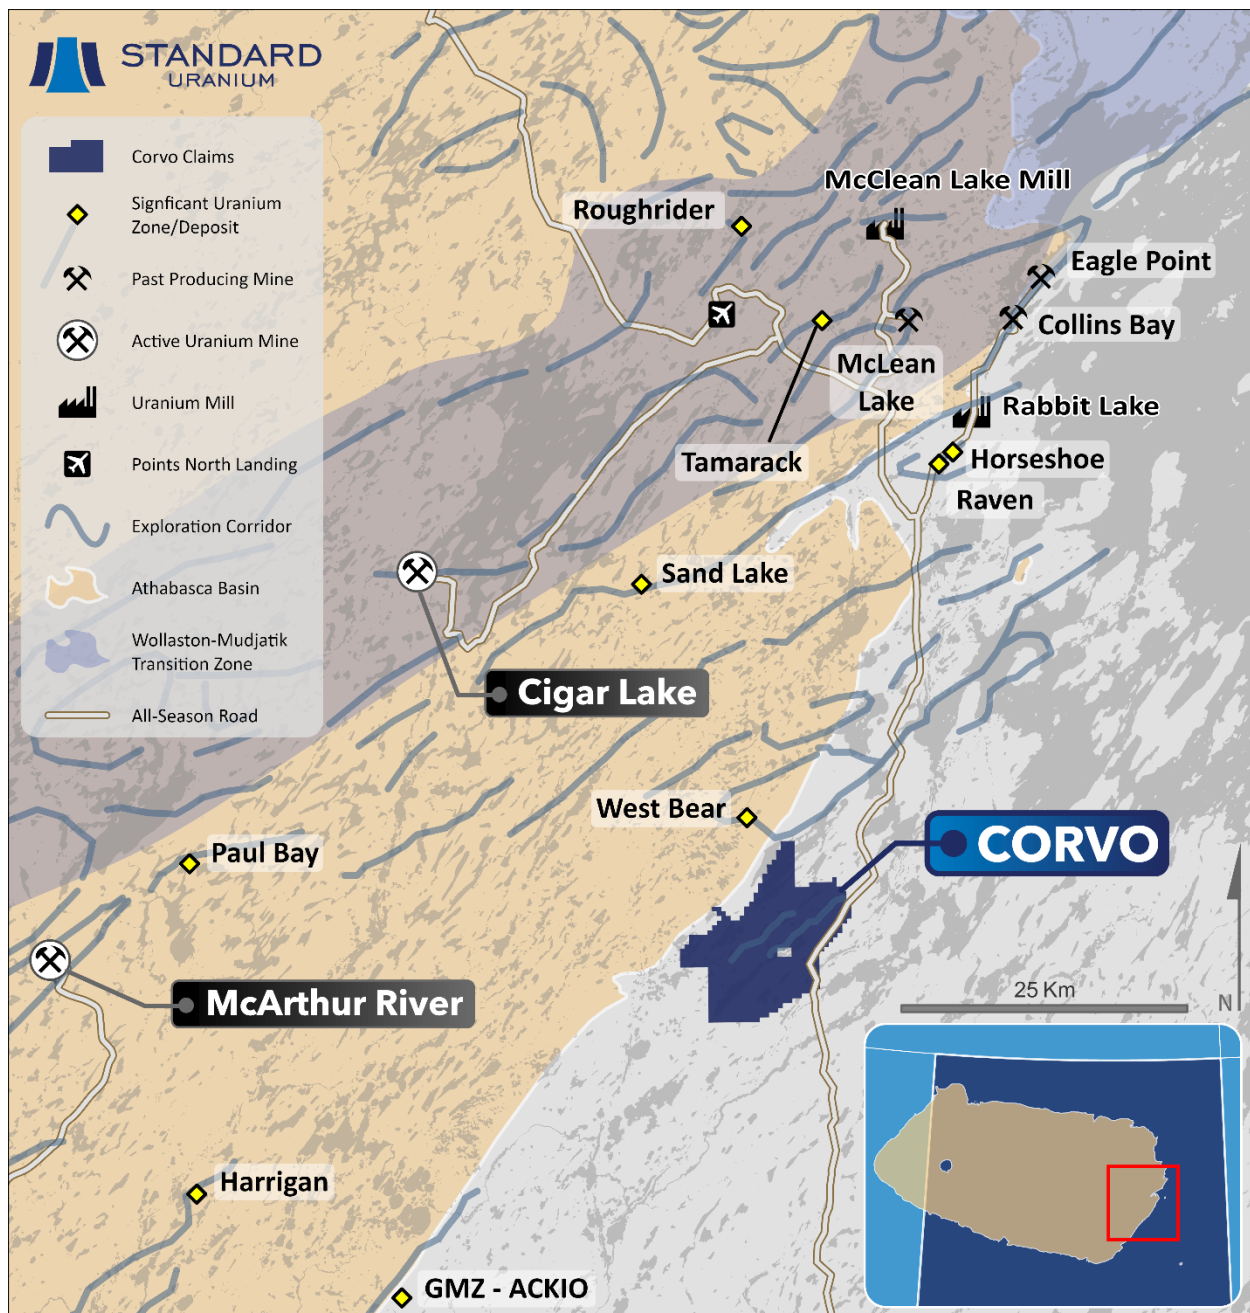 STANDARD
URANIUM
Corvo Claims
Signficant Uranium
Zone/Deposit
Past Producing Mine
Active Uranium Mine
Uranium Mill
Points North Landing
Exploration Corridor
Athabasca Basin
Wollaston-Mudjatik
Transition Zone
All-Season Road
McClean Lake Mill
Roughrider
Eagle Point
Collins Bay
McLean
Lake
Rabbit Lake
Tamarack
Horseshoe
Raven
Sand Lake
Cigar Lake
West Bear
CORVO
Paul Bay
McArthur River
25 Km
N
Harrigan
GMZ - ACKIO